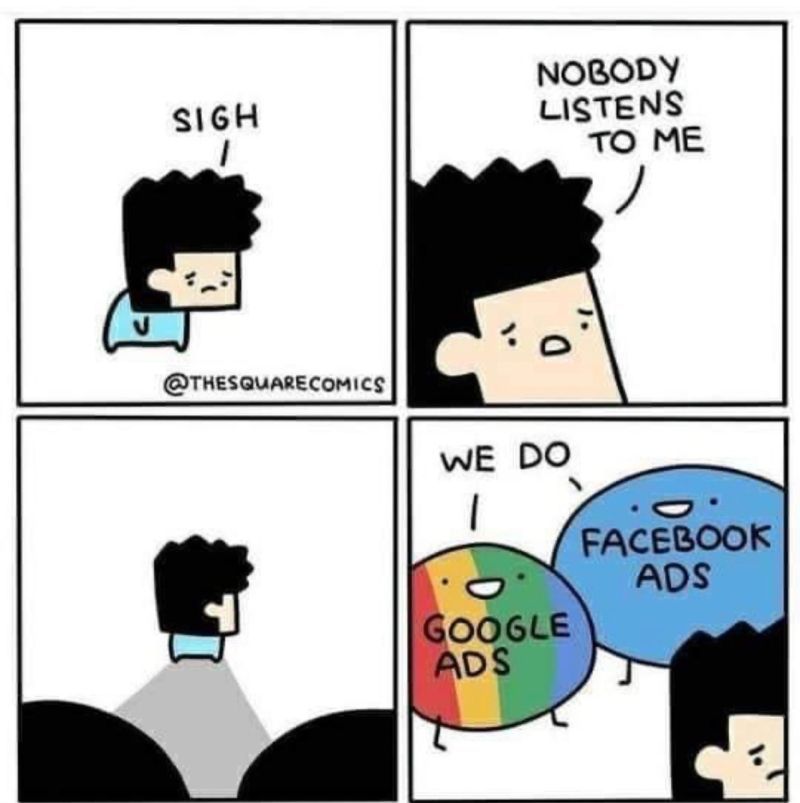 SIGH
@THESQUARECOMICS
NOBODY
LISTENS
TO ME
WE DO
GOOGLE
ADS
FACEBOOK
ADS